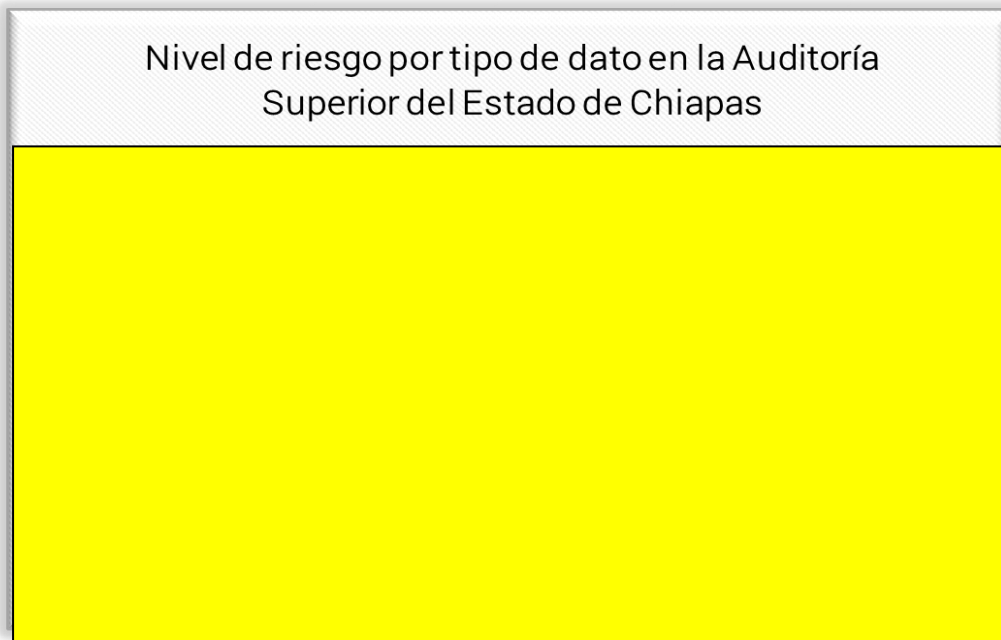 Nivel de riesgo por tipo de dato en la Auditoría
Superior del Estado de Chiapas